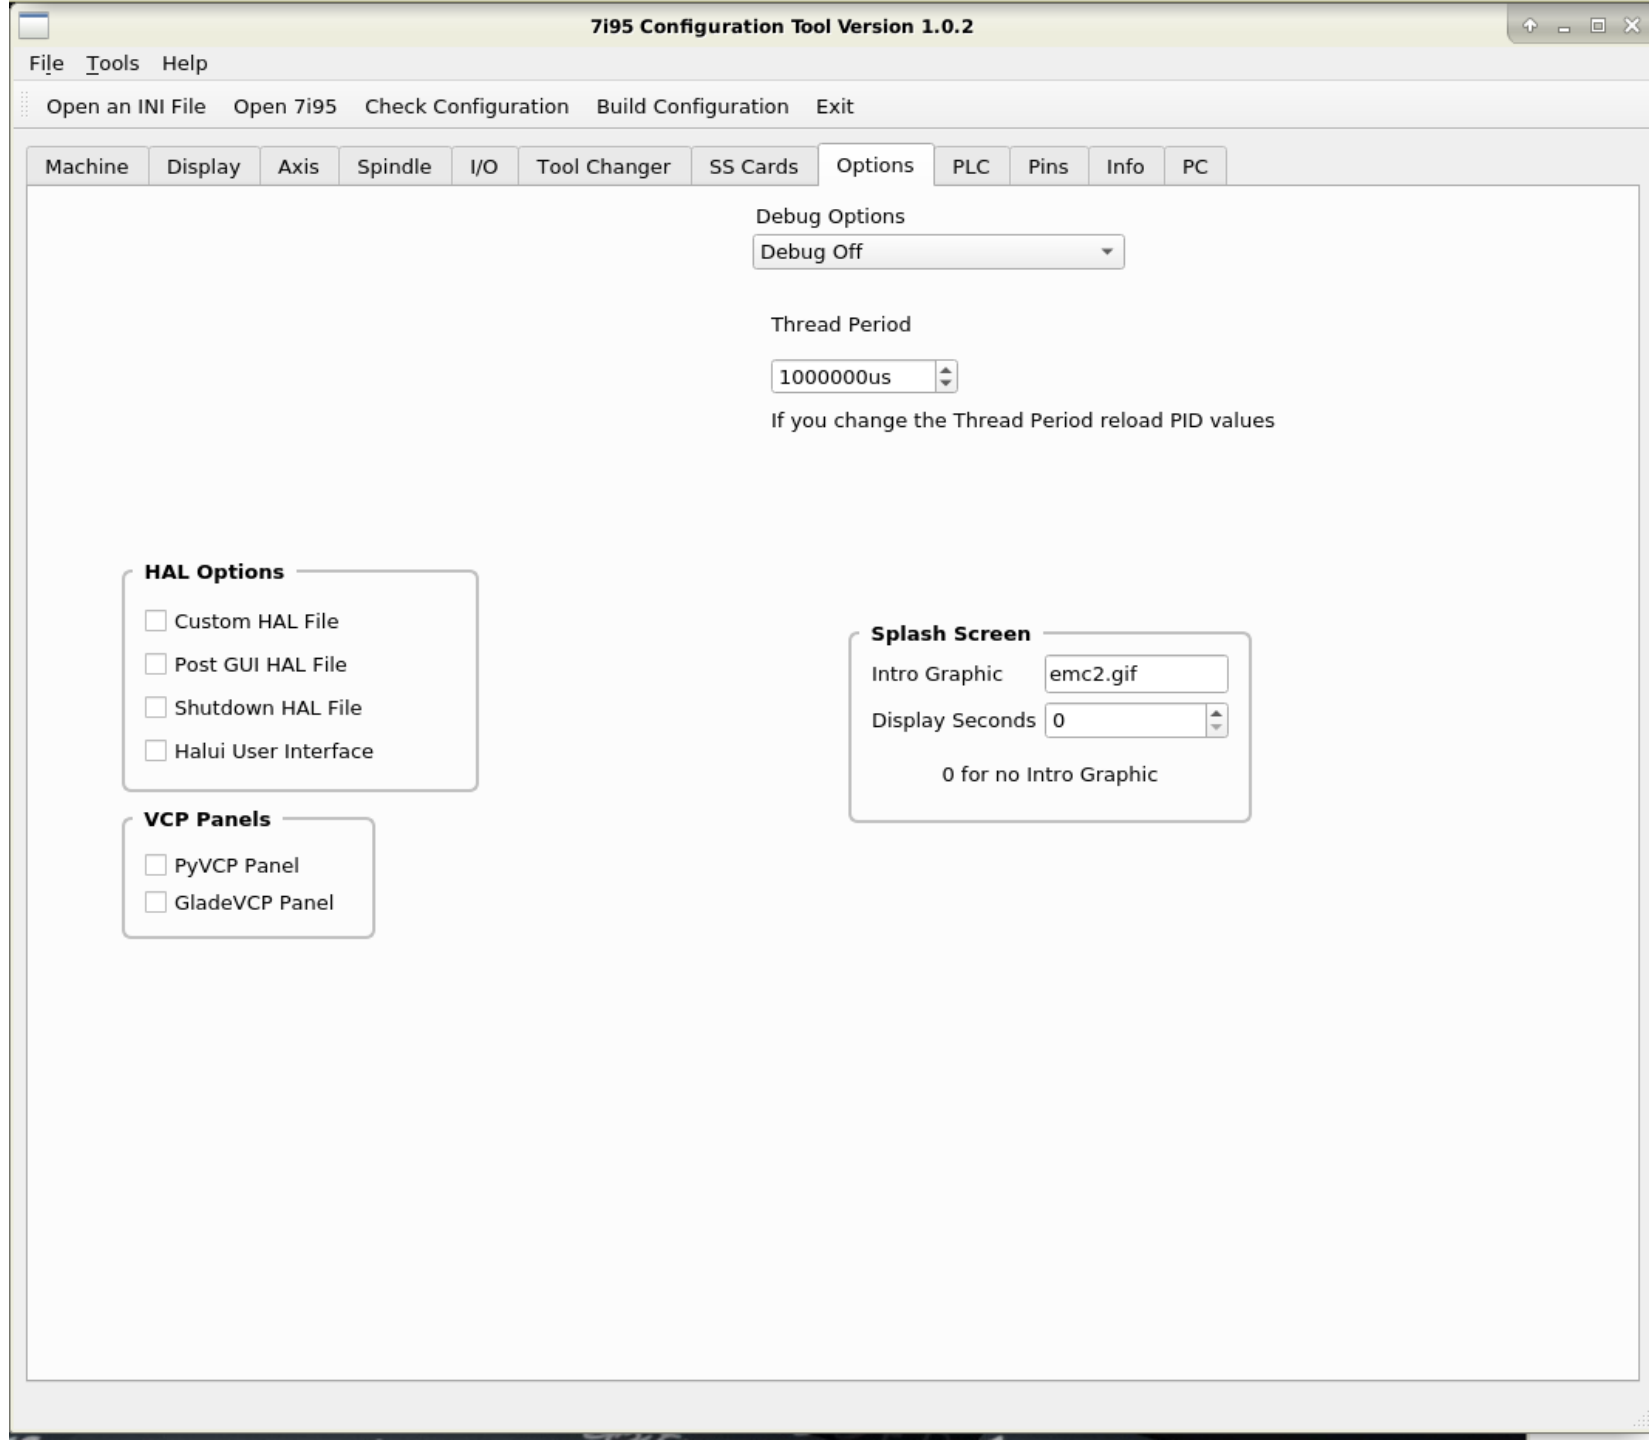 7i95 Configuration Tool Version 1.0.2
File Tools Help
Open an INI File Open 7i95 Check Configuration Build Configuration Exit
Machine Display Axis Spindle I/O Tool Changer SS Cards Options PLC Pins Info PC
Debug Options
Debug Off
Thread Period
1000000us
If you change the Thread Period reload PID values
HAL Options
Custom HAL File
Post GUI HAL File
Shutdown HAL File
Halui User Interface
Splash Screen
Intro Graphic emc2.gif
Display Seconds 0
0 for no Intro Graphic
VCP Panels
PyVCP Panel
GladeVCP Panel